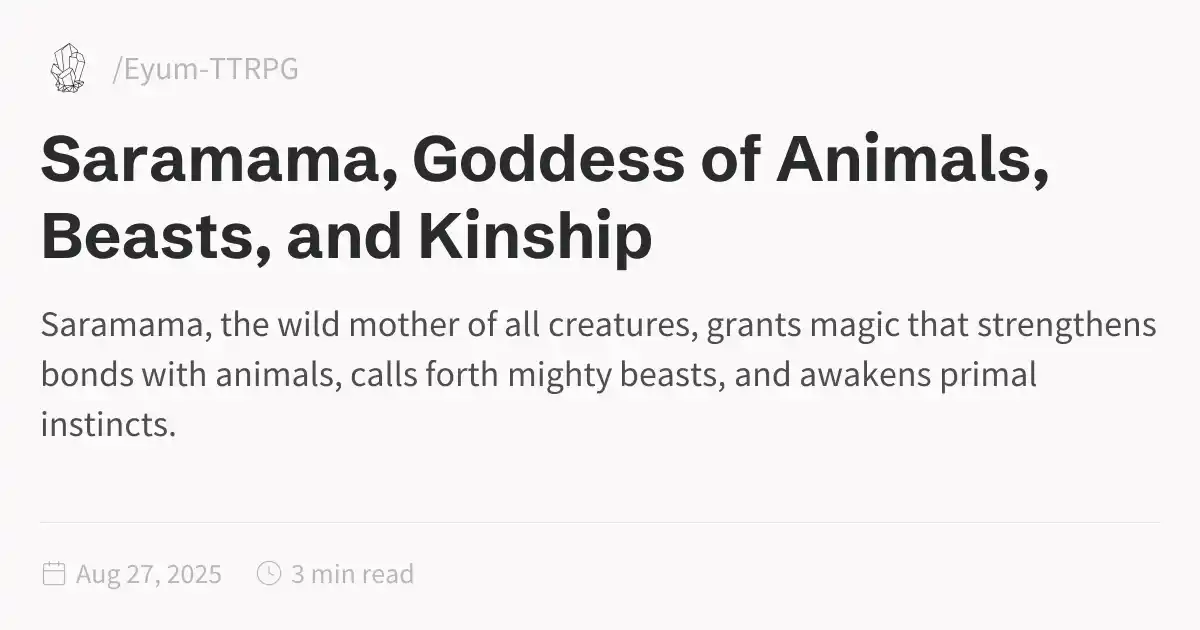 /Eyum-TTRPG
Saramama, Goddess of Animals,
Beasts, and Kinship
Saramama, the wild mother of all creatures, grants magic that strengthens
bonds with animals, calls forth mighty beasts, and awakens primal
instincts.
Aug 27, 2025 3 min read